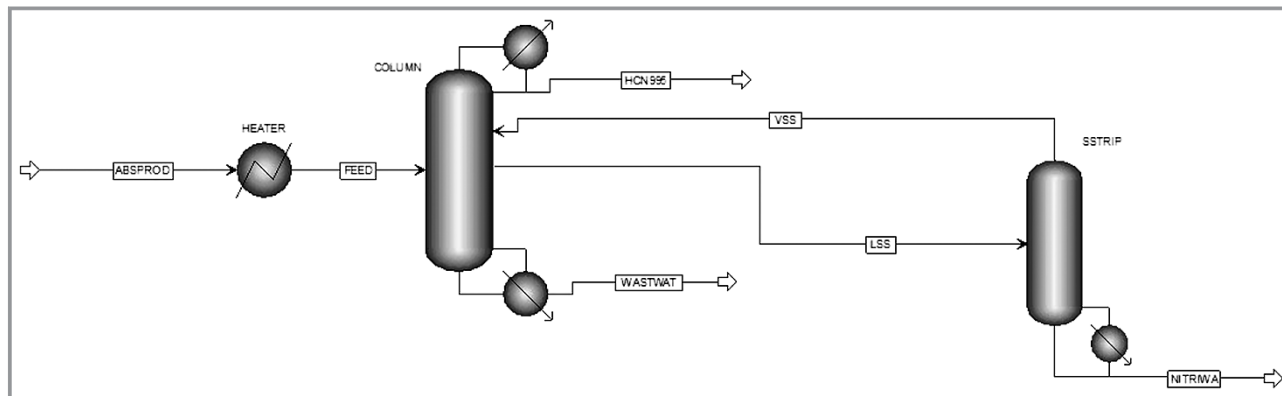 COLUMN
HCN995
VSS
HEATER
SSTRIP
ABSPROD
FEED
LSS
WASTWAT
NITRIWA